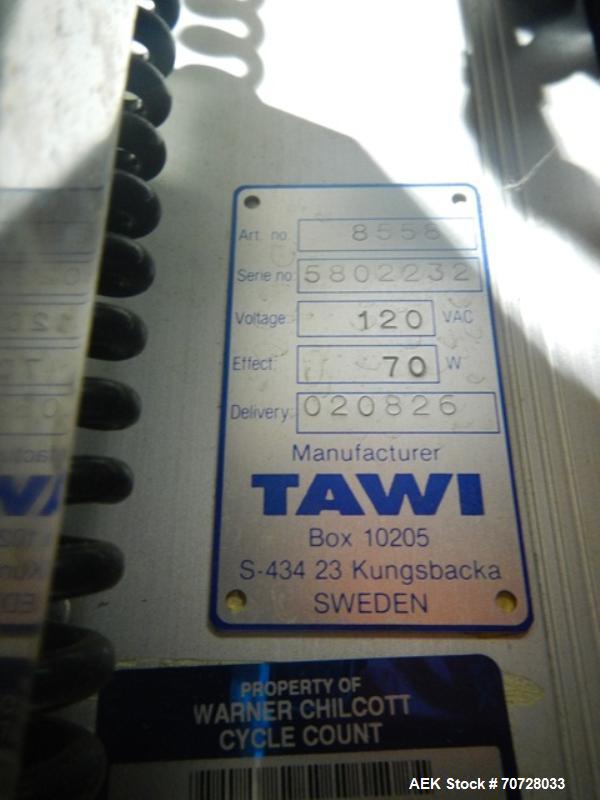 Art. no. 8558
Serie no 5802232
Voltage: 120 VAC
Effect: 70 W
Delivery: 020826
Manufacturer
TAWI
Box 10205
S-434 23 Kungsbacka
SWEDEN
PROPERTY OF
WARNER CHILCOTT
CYCLE COUNT
AEK Stock # 70728033